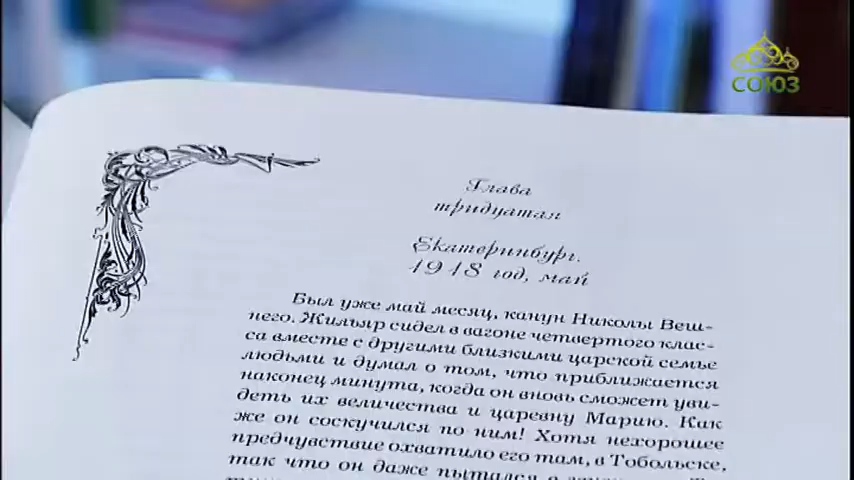 СОЮЗ
Глава
тридцатая
Екатеринбург.
1918 год, май
Был уже май месяц, канун Николы Веш-
него. Жильяр сидел в вагоне четвертого клас-
са вместе с другими близкими царской семье
людьми и думал о том, что приближается
наконец минута, когда он вновь сможет уви-
деть их величества и царевну Марию. Как
же он соскучился по ним! Хотя нехорошее
предчувствие охватило его там, в Тобольске,
так что он даже пытался